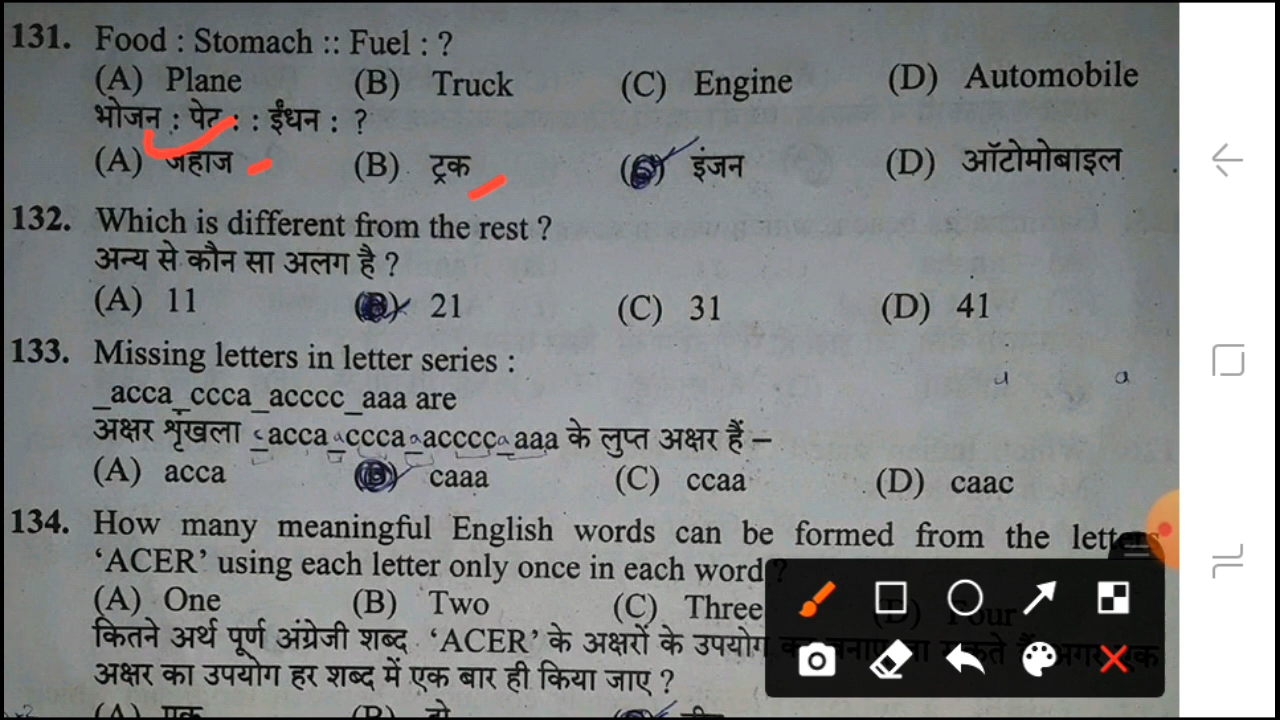 131. Food : Stomach :: Fuel : ?
(A) Plane (B) Truck (C) Engine (D) Automobile
भोजन : पेट : : ईंधन : ?
(A) जहाज (B) ट्रक इंजन (D) ऑटोमोबाइल
132. Which is different from the rest ?
अन्य से कौन सा अलग है ?
(A) 11 (B) 21 (C) 31 (D) 41
133. Missing letters in letter series :
_acca_ccca_acccc_aaa are
अक्षर श्रृंखला _acca_ccca_acccc_aaa के लुप्त अक्षर हैं –
(A) acca caaa (C) ccaa (D) caac
134. How many meaningful English words can be formed from the letters
‘ACER’ using each letter only once in each word ?
(A) One (B) Two (C) Three (D) Four
कितने अर्थ पूर्ण अंग्रेजी शब्द ‘ACER’ के अक्षरों के उपयोग
अक्षर का उपयोग हर शब्द में एक बार ही किया जाए ?
(A) एक (B) दो तीन